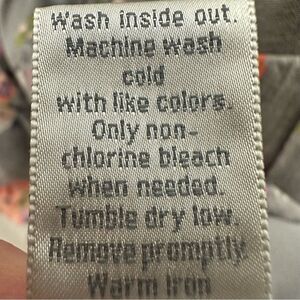 Wash inside out.
Machine wash
cold
with like colors.
Only non-
chlorine bleach
when needed.
Tumble dry low.
Remove promptly.
Warm Iron